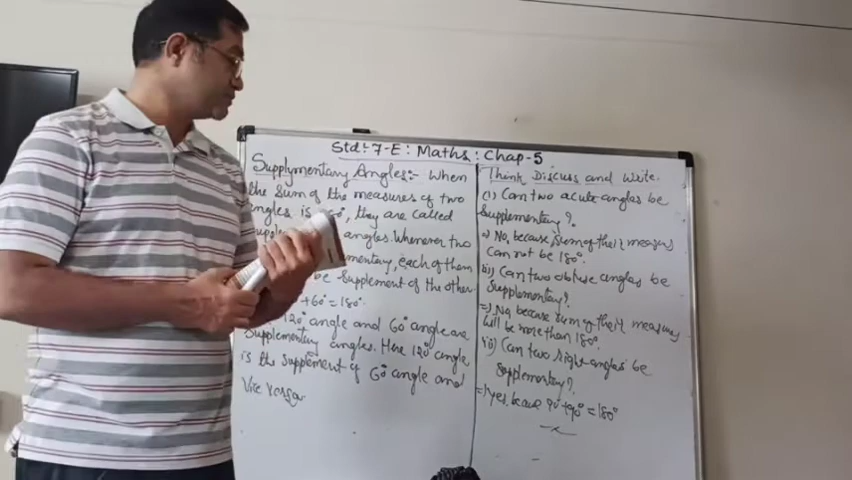 Std:- 7-E : Maths : Chap-5
Supplymentary Angles:- When
the sum of the measures of two
angles is 180°, they are called
angles. Whenever two
mentary, each of them
be supplement of the other
+60°=180°.
120° angle and 60° angle are
Supplementary angles. Here 120° angle
is the supplement of 60° angle and
Vice
Think Discuss and Write.
(i) Can two acute angles be
Supplementary?
=> No, because, sum of their measures
Can not be 180°.
(ii) Can two obtuse angles be
Supplementary?
=> No, because sum of their measures
will be more than 180°.
(iii) Can two right angles be
Supplementary?
=> Yes, 90°+90° = 180°